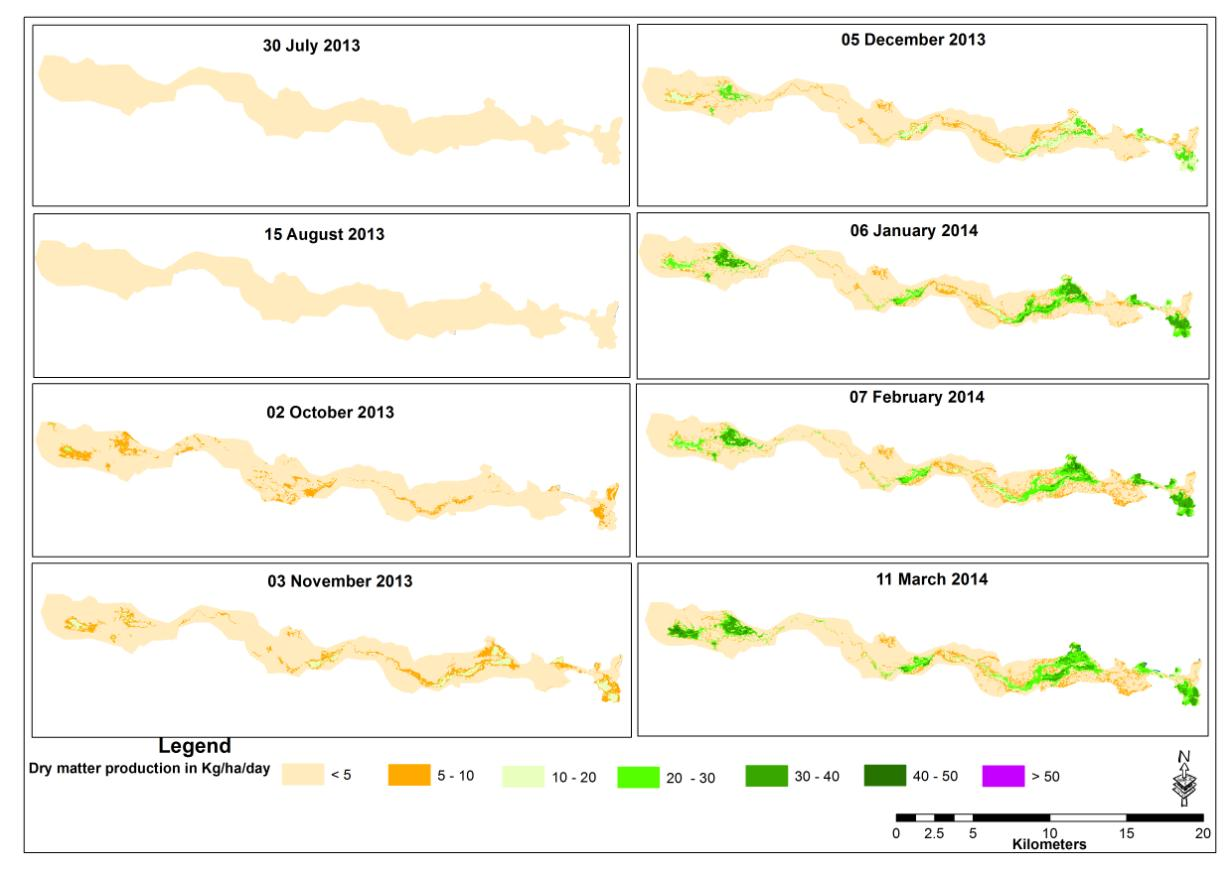 30 July 2013
15 August 2013
02 October 2013
03 November 2013
05 December 2013
06 January 2014
07 February 2014
11 March 2014
Legend
Dry matter production in Kg/ha/day
< 5
5 - 10
10 - 20
20 - 30
30 - 40
40 - 50
> 50
N
0 2.5 5 10 15 20
Kilometers